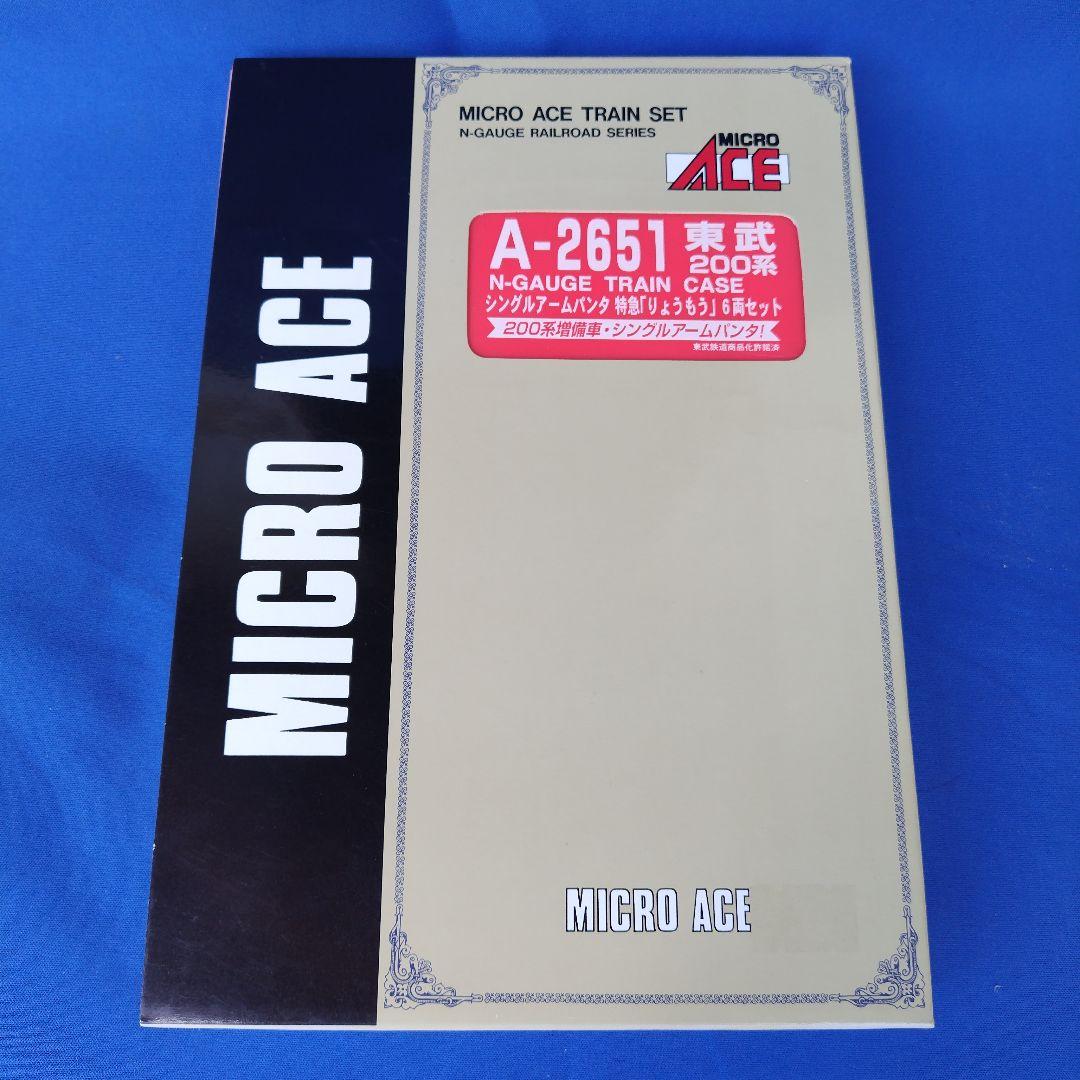 MICRO ACE
MICRO ACE TRAIN SET
N-GAUGE RAILROAD SERIES
MICRO
ACE
A-2651 東武
200系
N-GAUGE TRAIN CASE
シングルアームパンタ 特急「りょうもう」6両セット
200系増備車・シングルアームパンタ!
東武鉄道商品化許諾済
MICRO ACE